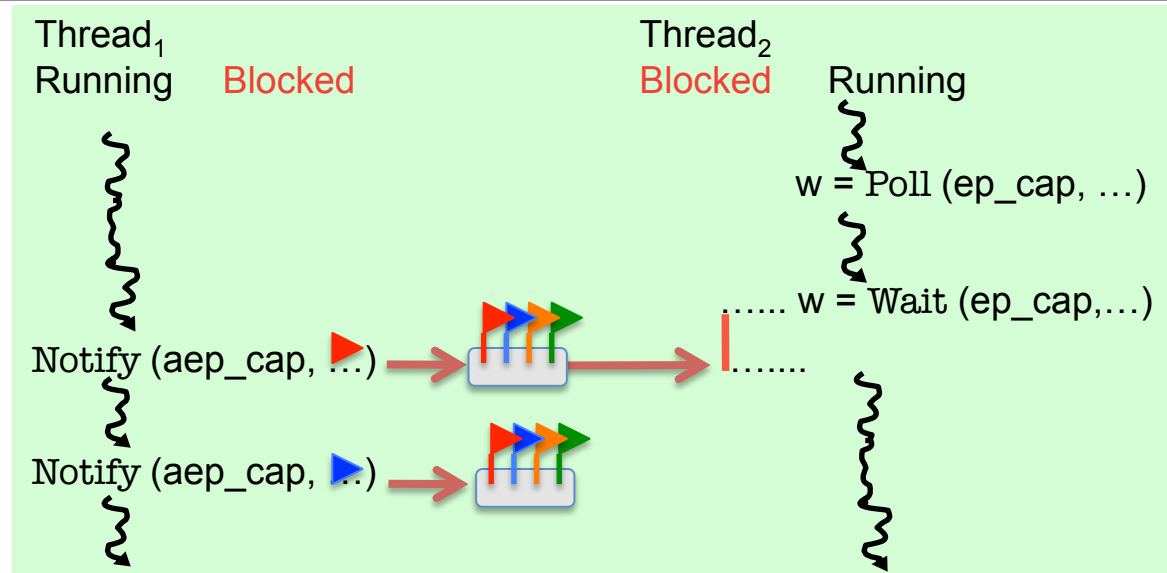 Thread₁ Thread₂
Running Blocked Blocked Running
w = Poll (ep_cap, …)
…... w = Wait (ep_cap,…)
Notify (aep_cap, …) …....
Notify (aep_cap, …)